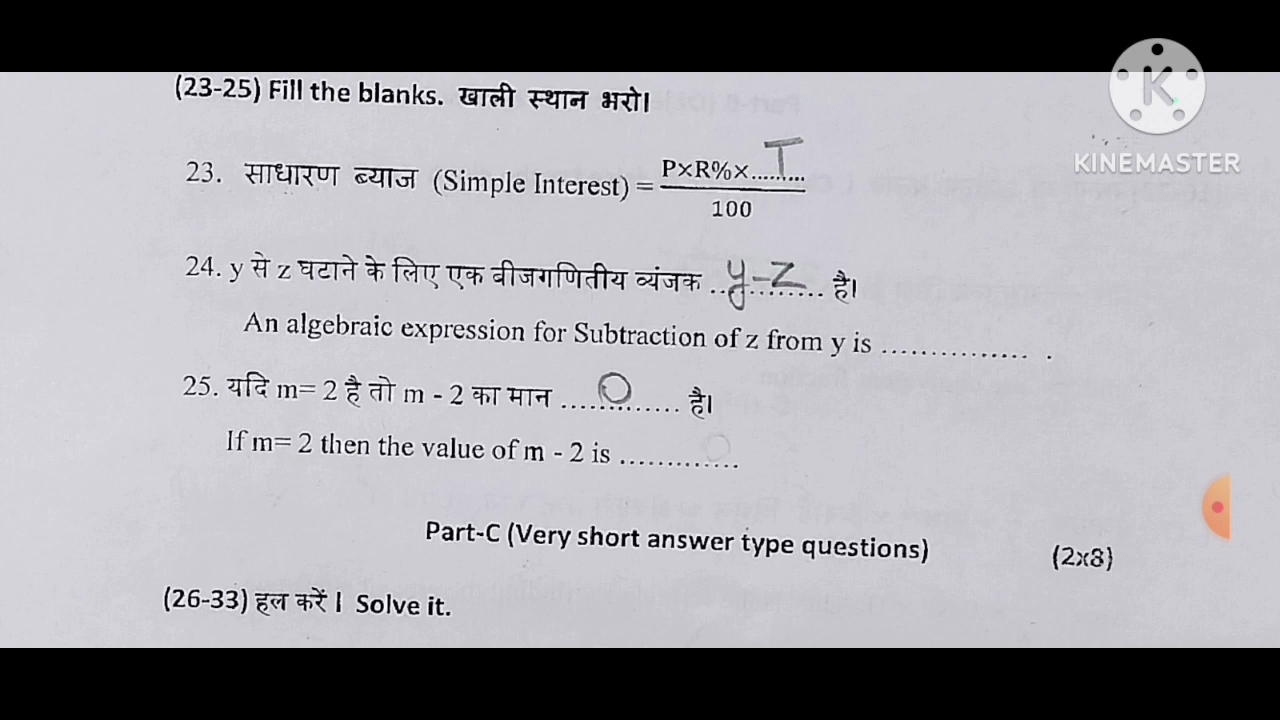 (23-25) Fill the blanks. खाली स्थान भरो।
KINEMASTER
23. साधारण ब्याज (Simple Interest) = P×R%×.........T / 100
24. y से z घटाने के लिए एक बीजगणितीय व्यंजक ..y-z.......... है।
An algebraic expression for Subtraction of z from y is ............... .
25. यदि m= 2 है तो m - 2 का मान ....0........ है।
If m= 2 then the value of m - 2 is .............
Part-C (Very short answer type questions) (2x8)
(26-33) हल करें। Solve it.